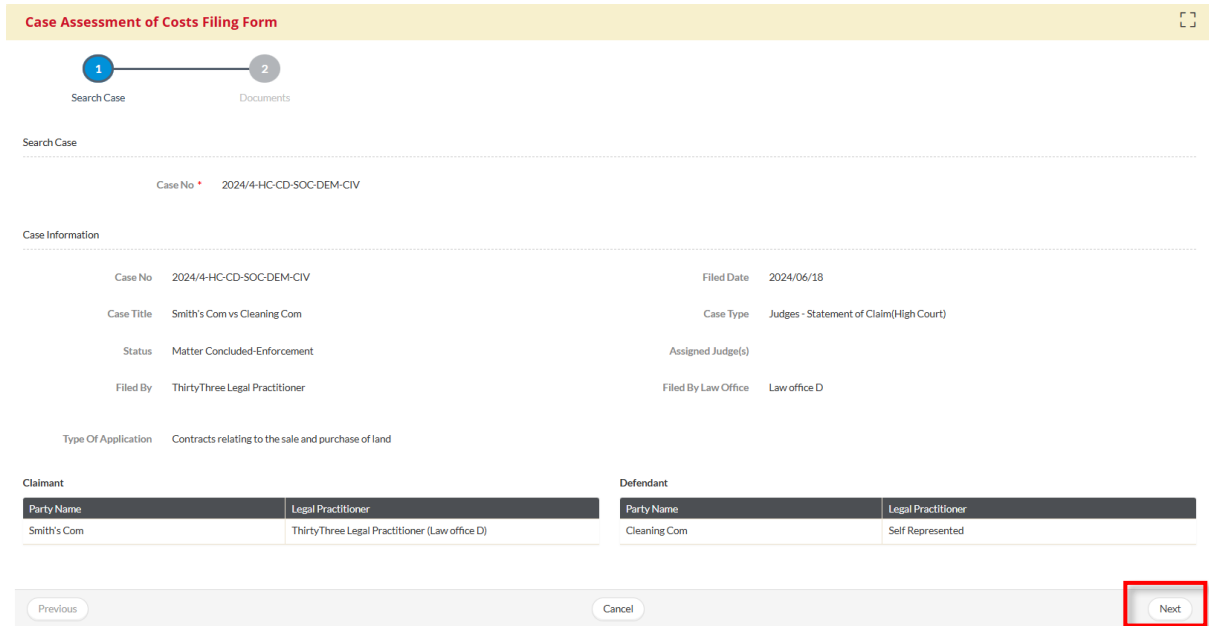 Case Assessment of Costs Filing Form
1 2
Search Case Documents
Search Case
Case No * 2024/4-HC-CD-SOC-DEM-CIV
Case Information
Case No 2024/4-HC-CD-SOC-DEM-CIV Filed Date 2024/06/18
Case Title Smith's Com vs Cleaning Com Case Type Judges - Statement of Claim(High Court)
Status Matter Concluded-Enforcement Assigned Judge(s)
Filed By ThirtyThree Legal Practitioner Filed By Law Office Law office D
Type Of Application Contracts relating to the sale and purchase of land
Claimant Defendant
Party Name Legal Practitioner Party Name Legal Practitioner
Smith's Com ThirtyThree Legal Practitioner (Law office D) Cleaning Com Self Represented
Previous Cancel Next